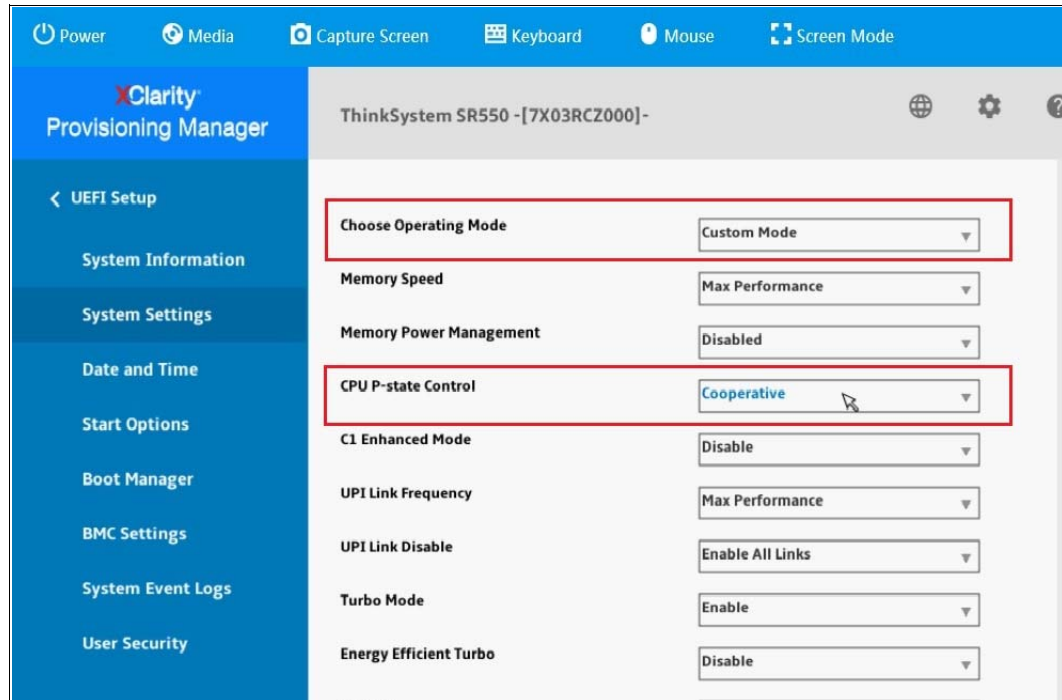 Power Media Capture Screen Keyboard Mouse Screen Mode
XClarity
Provisioning Manager
ThinkSystem SR550 -[7X03RCZ000]-
UEFI Setup
System Information
System Settings
Date and Time
Start Options
Boot Manager
BMC Settings
System Event Logs
User Security
Choose Operating Mode Custom Mode
Memory Speed Max Performance
Memory Power Management Disabled
CPU P-state Control Cooperative
C1 Enhanced Mode Disable
UPI Link Frequency Max Performance
UPI Link Disable Enable All Links
Turbo Mode Enable
Energy Efficient Turbo Disable